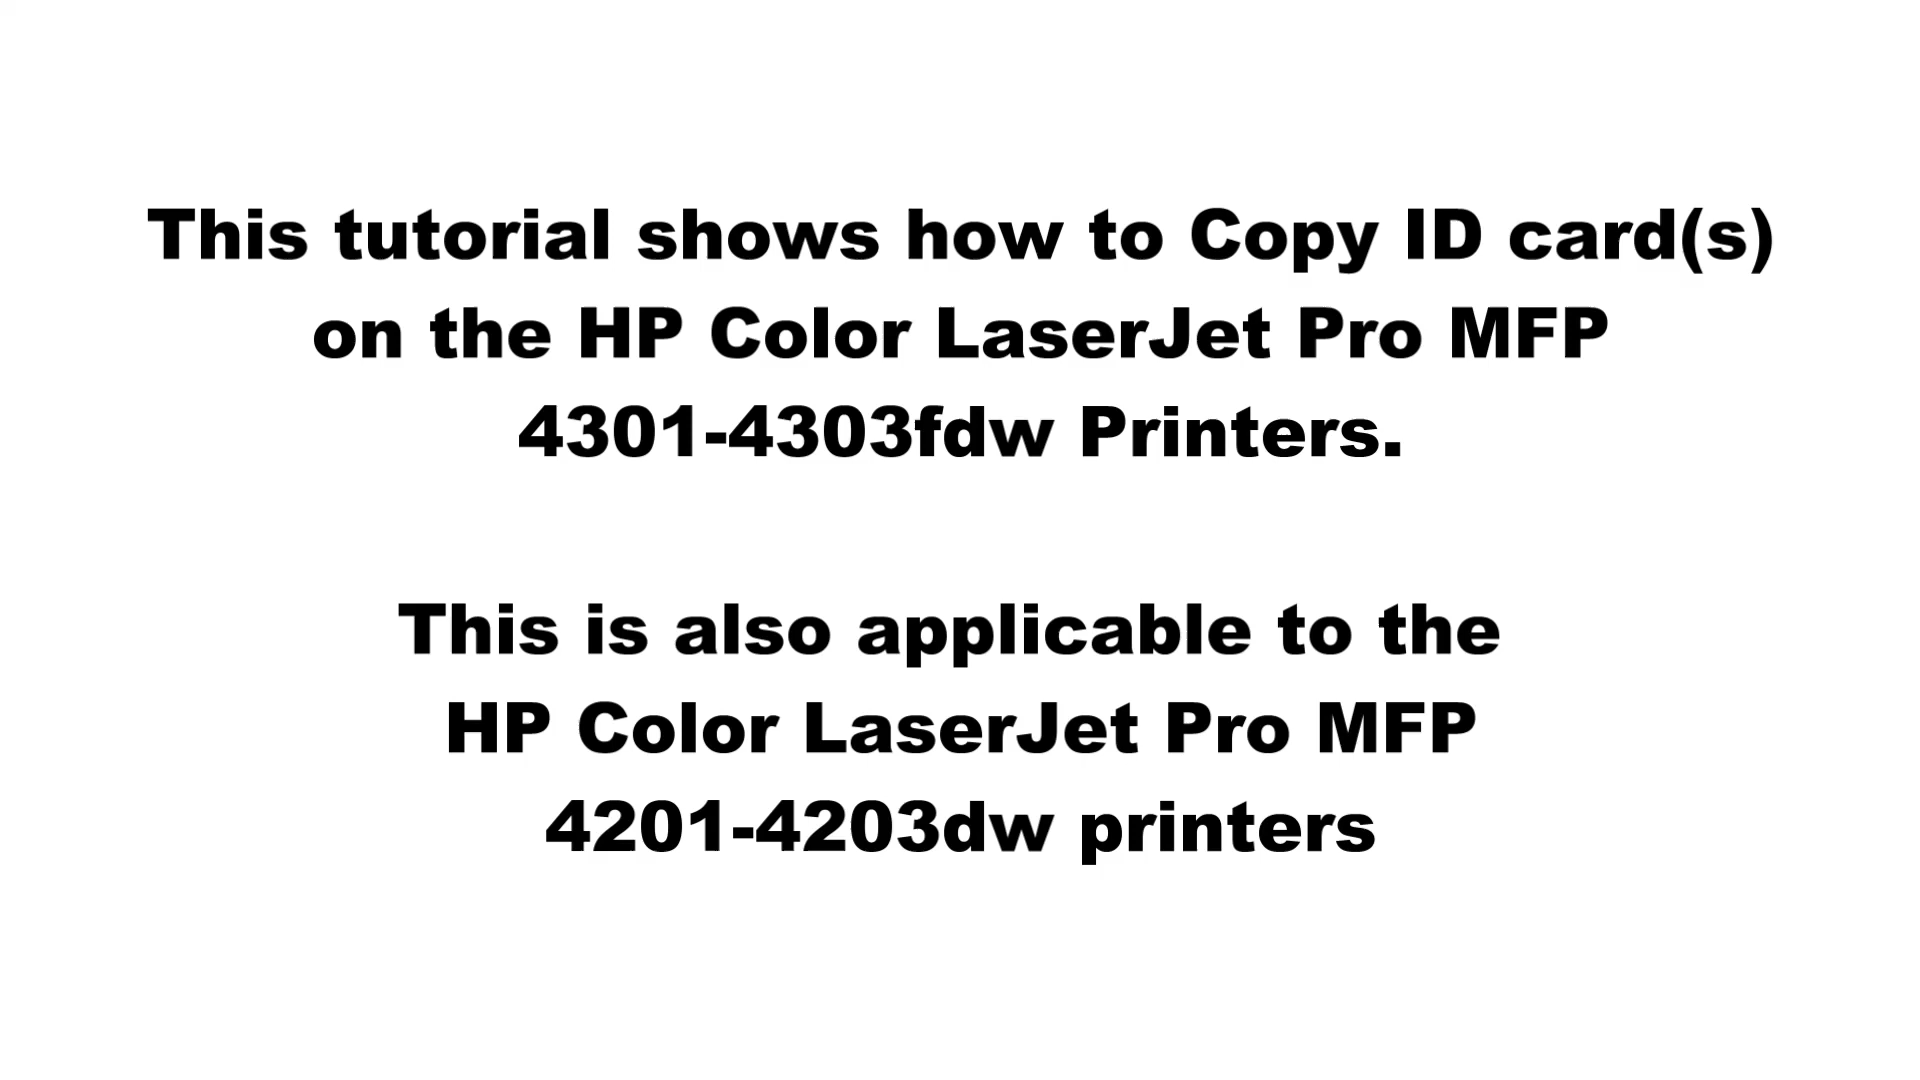 This tutorial shows how to Copy ID card(s)
on the HP Color LaserJet Pro MFP
4301-4303fdw Printers.
This is also applicable to the
HP Color LaserJet Pro MFP
4201-4203dw printers